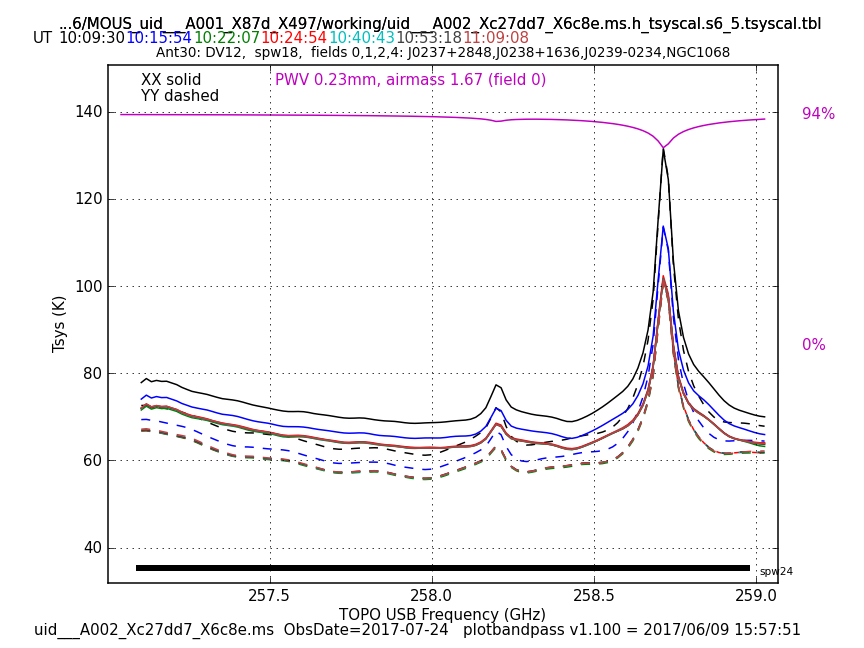 ...6/MOUS_uid___A001_X87d_X497/working/uid___A002_Xc27dd7_X6c8e.ms.h_tsyscal.s6_5.tsyscal.tbl
UT 10:09:30 10:15:54 10:22:07 10:24:54 10:40:43 10:53:18 11:09:08
Ant30: DV12, spw18, fields 0,1,2,4: J0237+2848,J0238+1636,J0239-0234,NGC1068
XX solid PWV 0.23mm, airmass 1.67 (field 0)
YY dashed
140
94%
120
100
Tsys (K)
0%
80
60
40
spw24
257.5 258.0 258.5 259.0
TOPO USB Frequency (GHz)
uid___A002_Xc27dd7_X6c8e.ms ObsDate=2017-07-24 plotbandpass v1.100 = 2017/06/09 15:57:51